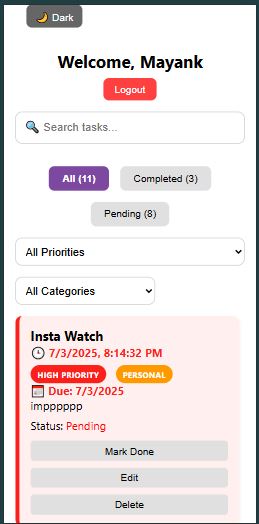 🌙 Dark
Welcome, Mayank
Logout
🔍 Search tasks...
All (11) Completed (3)
Pending (8)
All Priorities
All Categories
Insta Watch
🕒 7/3/2025, 8:14:32 PM
HIGH PRIORITY PERSONAL
📅 Due: 7/3/2025
impppppp
Status: Pending
Mark Done
Edit
Delete